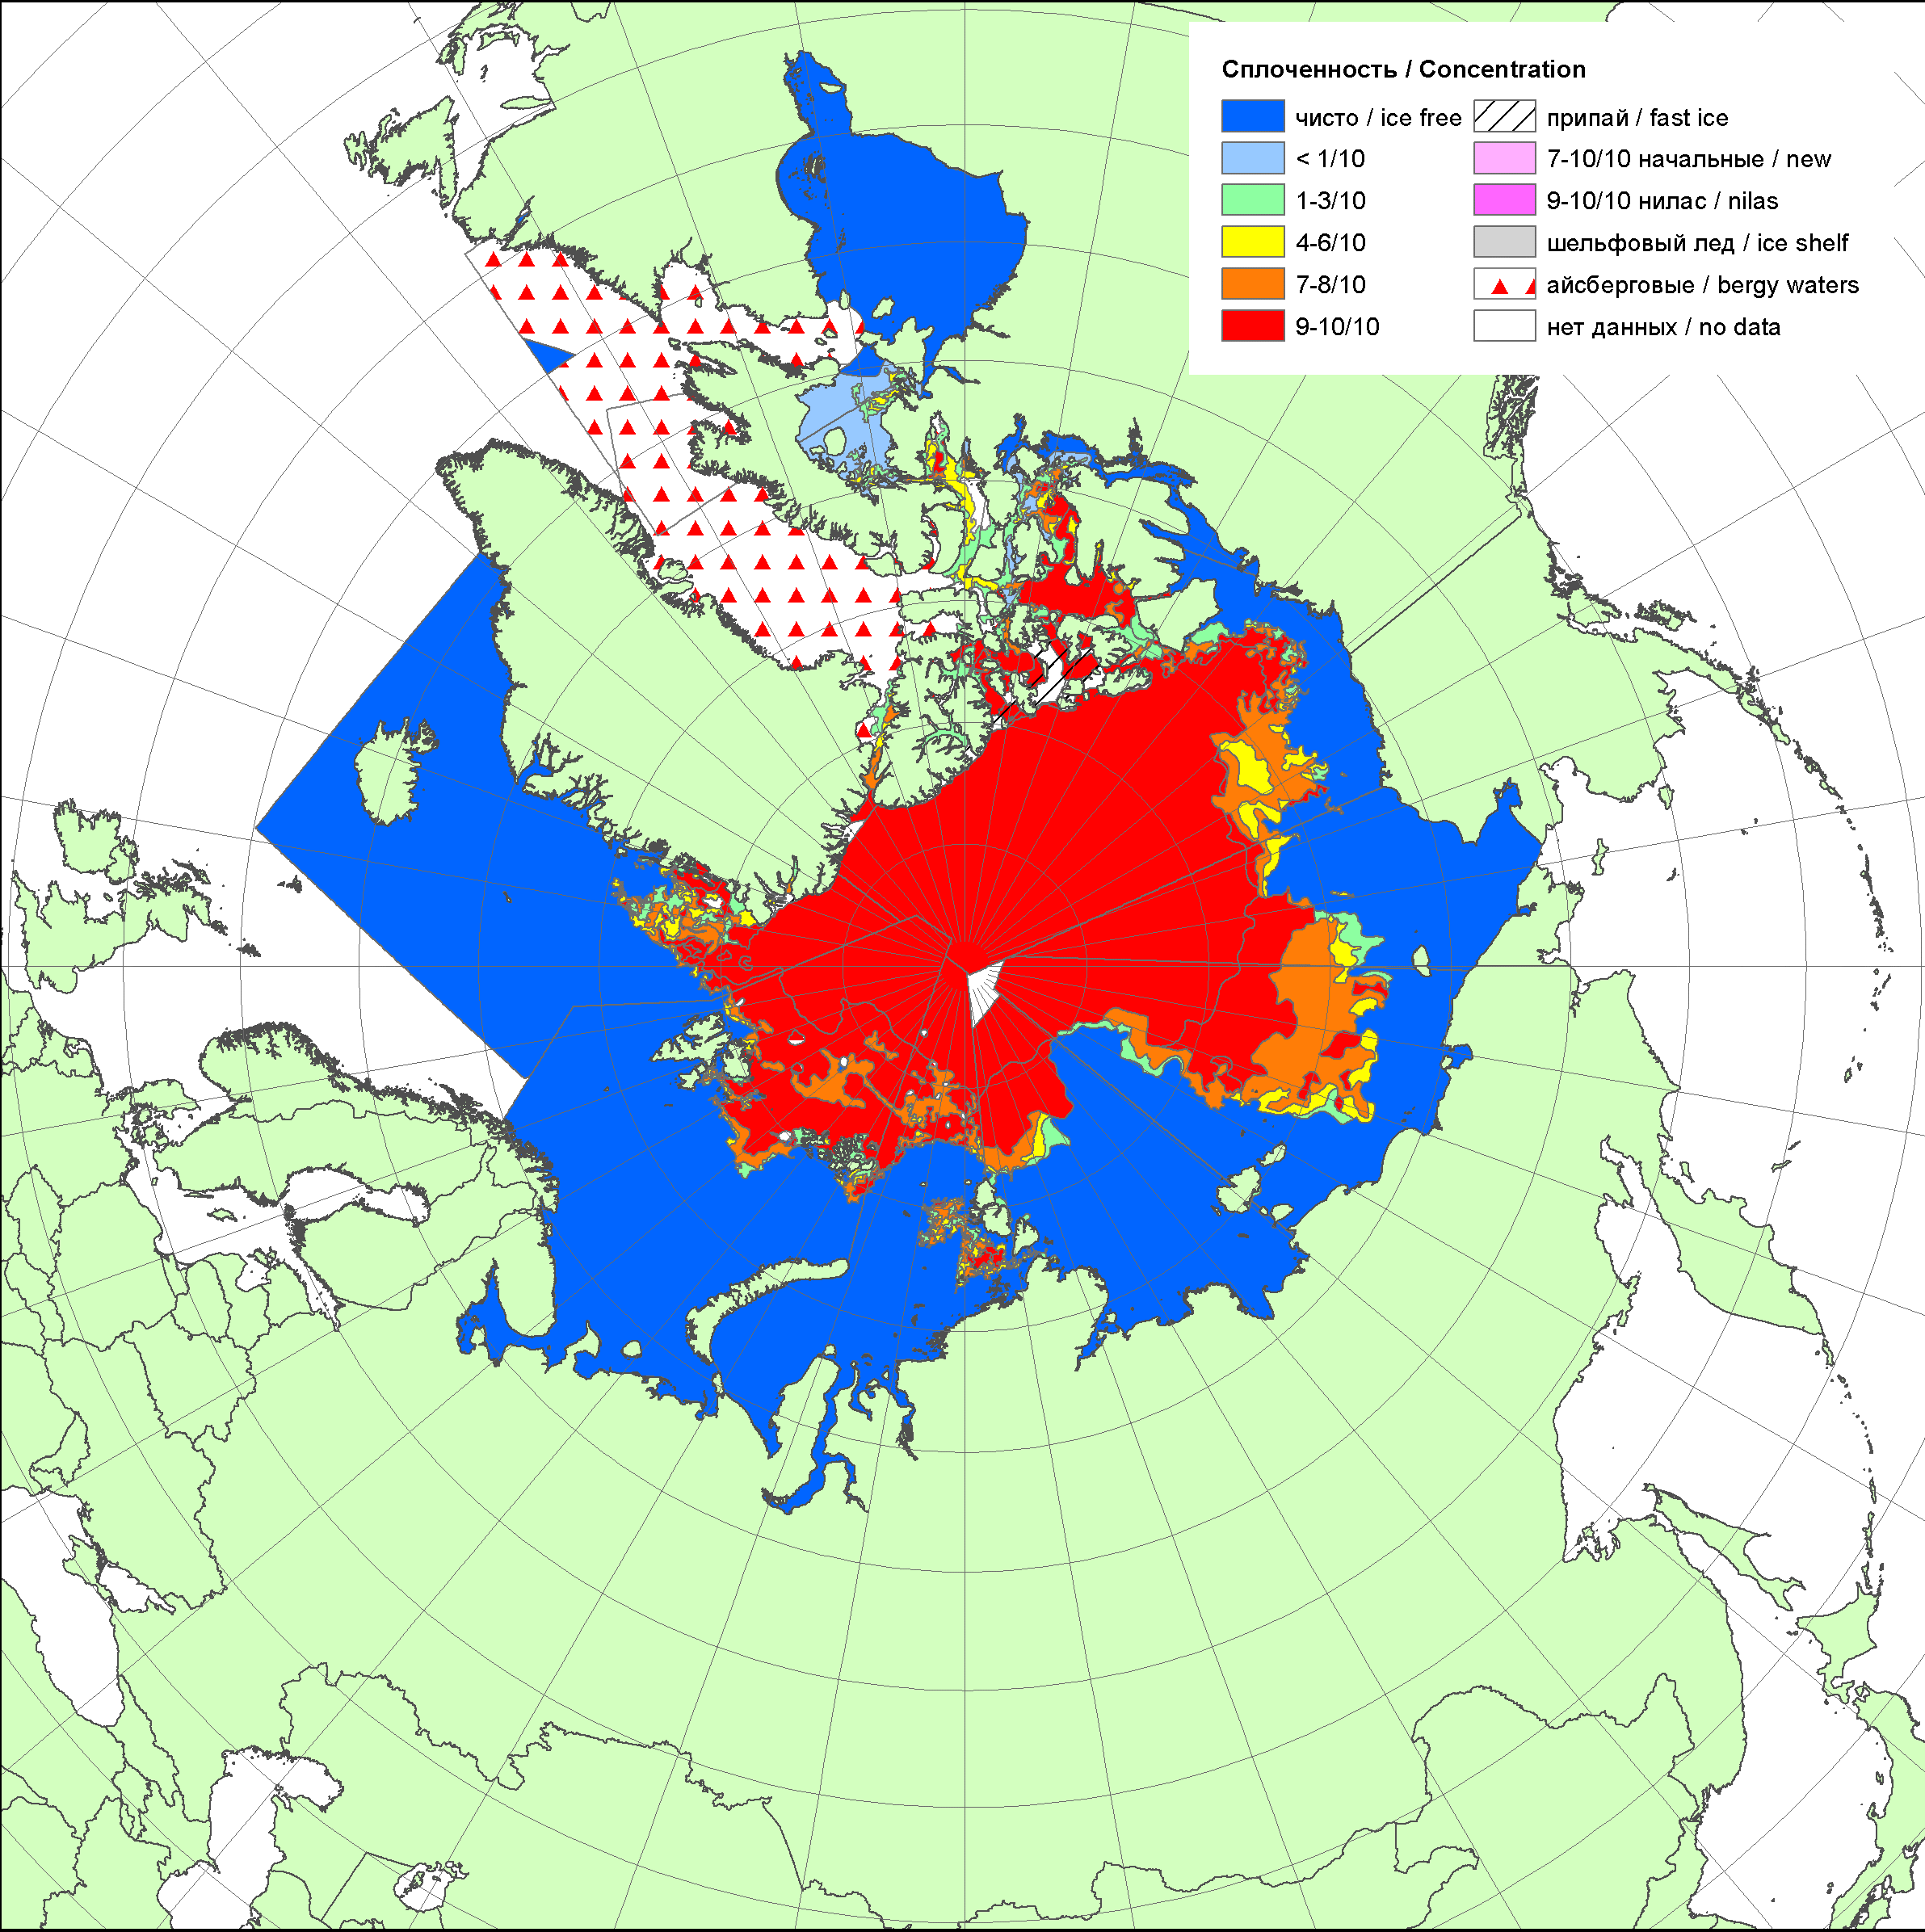 Сплоченность / Concentration
чисто / ice free
< 1/10
1-3/10
4-6/10
7-8/10
9-10/10
припай / fast ice
7-10/10 начальные / new
9-10/10 нилас / nilas
шельфовый лед / ice shelf
айсберговые / bergy waters
нет данных / no data